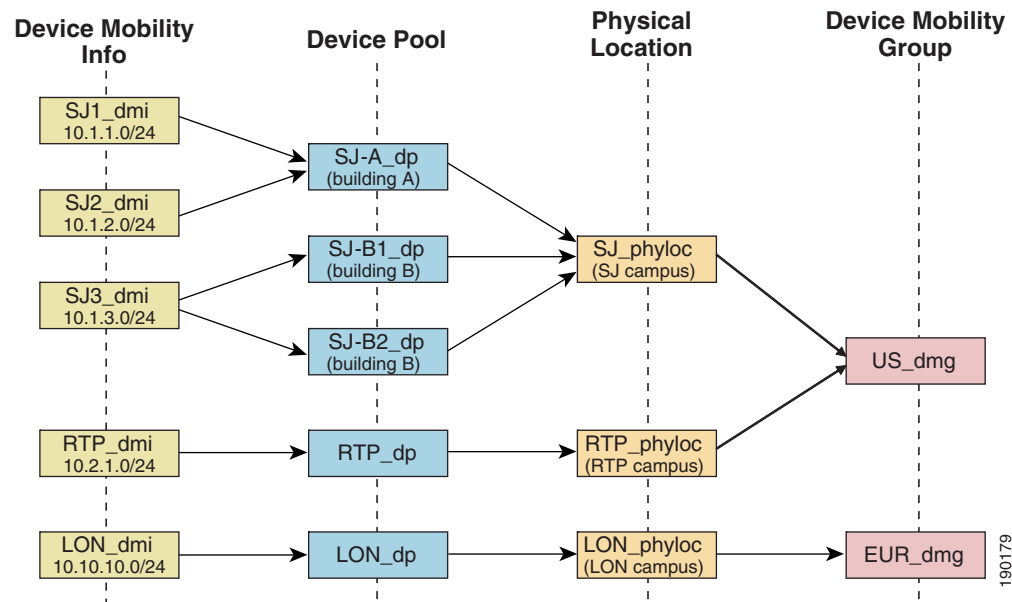 Device Mobility
Info
Device Pool
Physical
Location
Device Mobility
Group
SJ1_dmi
10.1.1.0/24
SJ2_dmi
10.1.2.0/24
SJ3_dmi
10.1.3.0/24
RTP_dmi
10.2.1.0/24
LON_dmi
10.10.10.0/24
SJ-A_dp
(building A)
SJ-B1_dp
(building B)
SJ-B2_dp
(building B)
RTP_dp
LON_dp
SJ_phyloc
(SJ campus)
RTP_phyloc
(RTP campus)
LON_phyloc
(LON campus)
US_dmg
EUR_dmg
190179